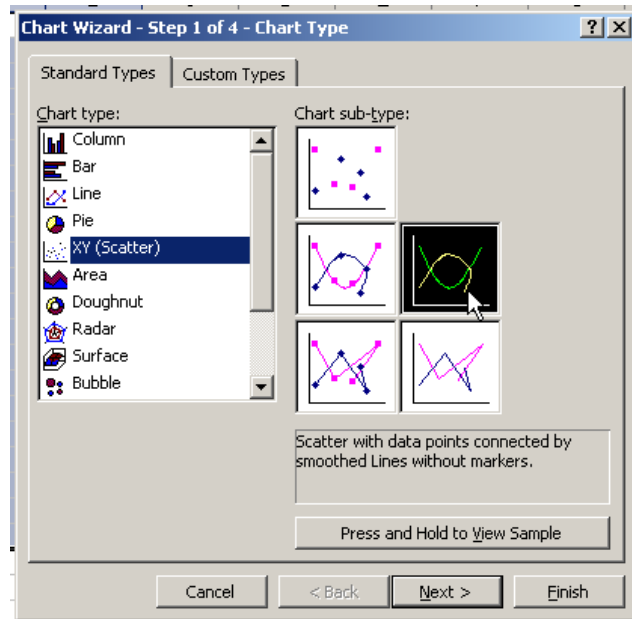 Chart Wizard - Step 1 of 4 - Chart Type
Standard Types
Custom Types
Chart type:
Column
Bar
Line
Pie
XY (Scatter)
Area
Doughnut
Radar
Surface
Bubble
Chart sub-type:
Scatter with data points connected by
smoothed Lines without markers.
Press and Hold to View Sample
Cancel
< Back
Next >
Finish